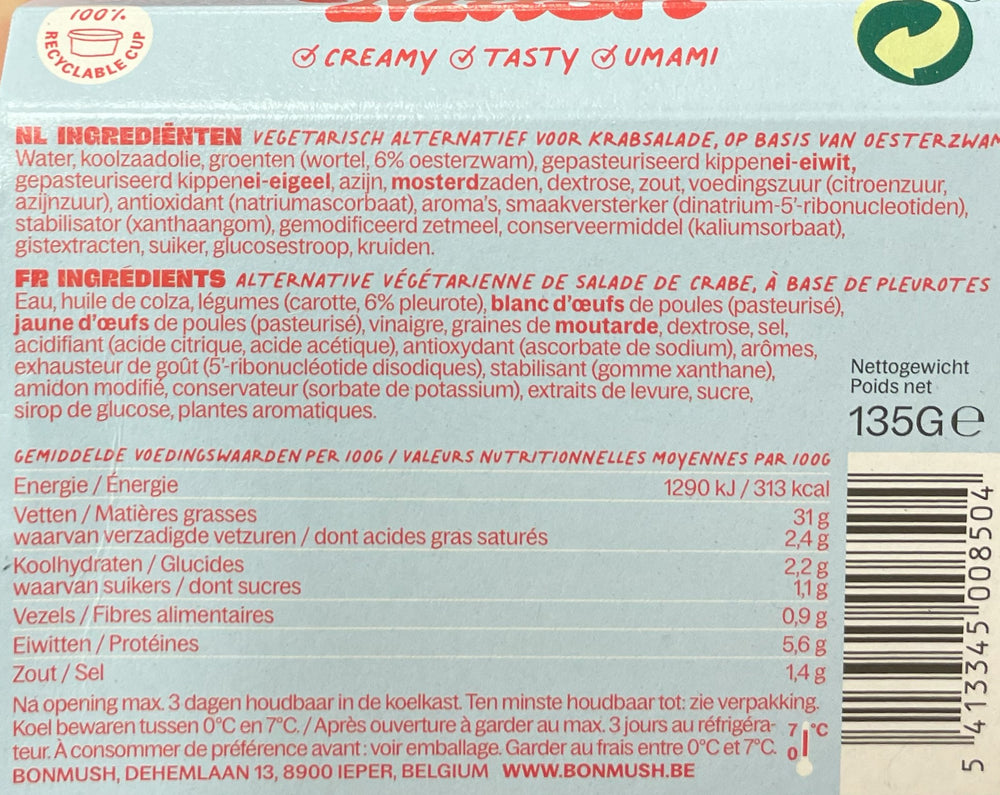 100%
RECYCLABLE CUP
CREAMY TASTY UMAMI
NL INGREDIËNTEN VEGETARISCH ALTERNATIEF VOOR KRABSALADE, OP BASIS VAN OESTERZWAM
Water, koolzaadolie, groenten (wortel, 6% oesterzwam), gepasteuriseerd kippenei-eiwit,
gepasteuriseerd kippenei-eigeel, azijn, mosterdzaden, dextrose, zout, voedingszuur (citroenzuur,
azijnzuur), antioxidant (natriumascorbaat), aroma's, smaakversterker (dinatrium-5'-ribonucleotiden),
stabilisator (xanthaangom), gemodificeerd zetmeel, conserveermiddel (kaliumsorbaat),
gistextracten, suiker, glucosestroop, kruiden.
FR INGRÉDIENTS ALTERNATIVE VÉGÉTARIENNE DE SALADE DE CRABE, À BASE DE PLEUROTES
Eau, huile de colza, légumes (carotte, 6% pleurote), blanc d'œufs de poules (pasteurisé),
jaune d'œufs de poules (pasteurisé), vinaigre, graines de moutarde, dextrose, sel,
acidifiant (acide citrique, acide acétique), antioxydant (ascorbate de sodium), arômes,
exhausteur de goût (5'-ribonucléotide disodiques), stabilisant (gomme xanthane),
amidon modifié, conservateur (sorbate de potassium), extraits de levure, sucre,
sirop de glucose, plantes aromatiques.
Nettogewicht
Poids net
135G e
GEMIDDELDE VOEDINGSWAARDEN PER 100G / VALEURS NUTRITIONNELLES MOYENNES PAR 100G
Energie / Énergie 1290 kJ / 313 kcal
Vetten / Matières grasses 31 g
waarvan verzadigde vetzuren / dont acides gras saturés 2,4 g
Koolhydraten / Glucides 2,2 g
waarvan suikers / dont sucres 1,1 g
Vezels / Fibres alimentaires 0,9 g
Eiwitten / Protéines 5,6 g
Zout / Sel 1,4 g
Na opening max. 3 dagen houdbaar in de koelkast. Ten minste houdbaar tot: zie verpakking.
Koel bewaren tussen 0°C en 7°C. / Après ouverture à garder au max. 3 jours au réfrigéra-
teur. À consommer de préférence avant : voir emballage. Garder au frais entre 0°C et 7°C.
7 °C
0
BONMUSH, DEHEMLAAN 13, 8900 IEPER, BELGIUM WWW.BONMUSH.BE
5 413345 008504